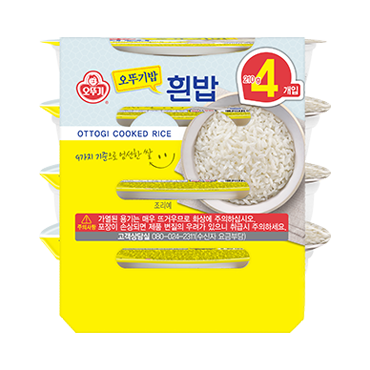 오뚜기
오뚜기밥
흰밥
210g 4개입
OTTOGI COOKED RICE
9가지 기준으로 엄선한 쌀
조리예
주의사항
가열된 용기는 매우 뜨거우므로 화상에 주의하십시오.
포장이 손상되면 제품 변질의 우려가 있으니 취급시 주의하세요.
고객상담실 080-024-2311(수신자 요금부담)